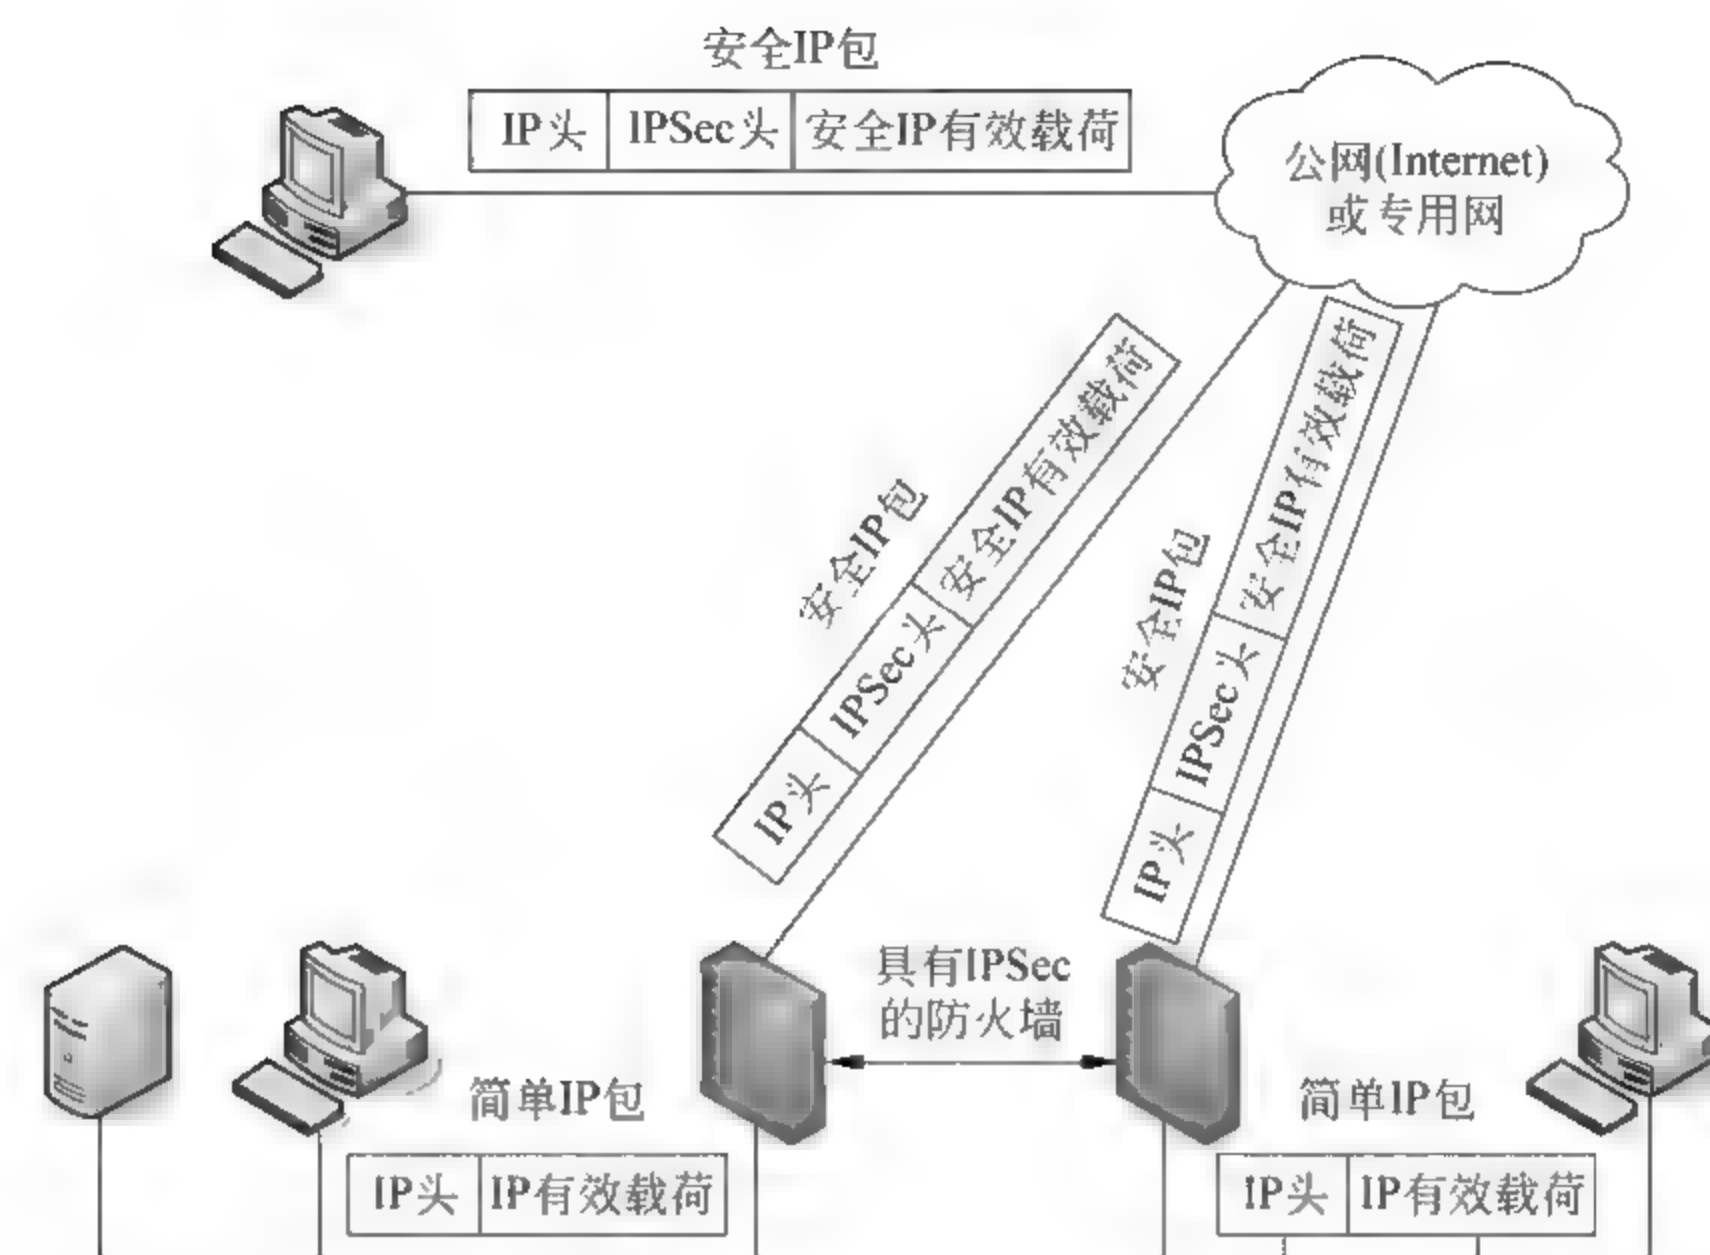 安全IP包
IP头 IPSec头 安全IP有效载荷
公网(Internet)
或专用网
安全IP包
IP头 IPSec头 安全IP有效载荷
安全IP包
IP头 IPSec头 安全IP有效载荷
具有IPSec
的防火墙
简单IP包
IP头 IP有效载荷
简单IP包
IP头 IP有效载荷